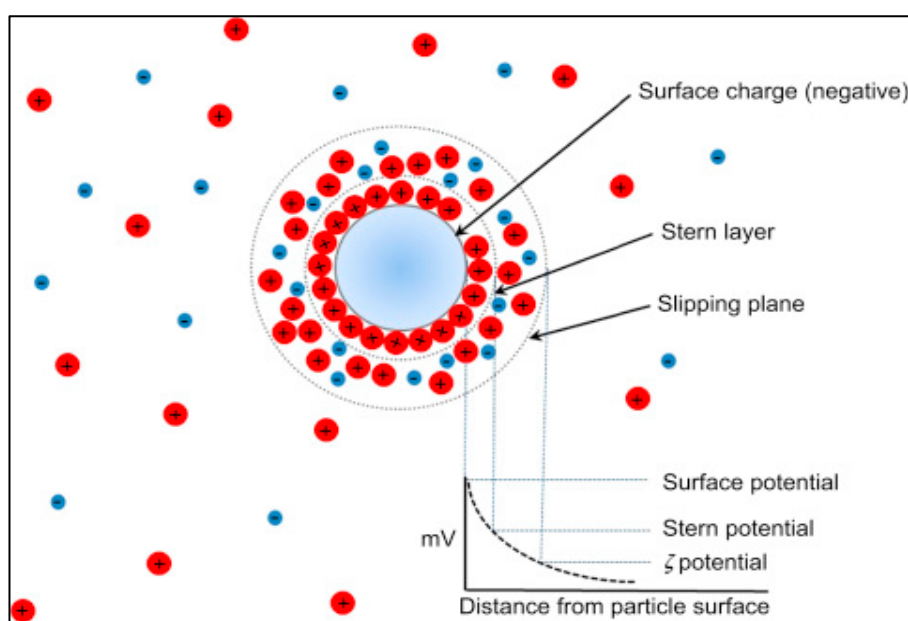 Surface charge (negative)
Stern layer
Slipping plane
Surface potential
Stern potential
mV
ζ potential
Distance from particle surface